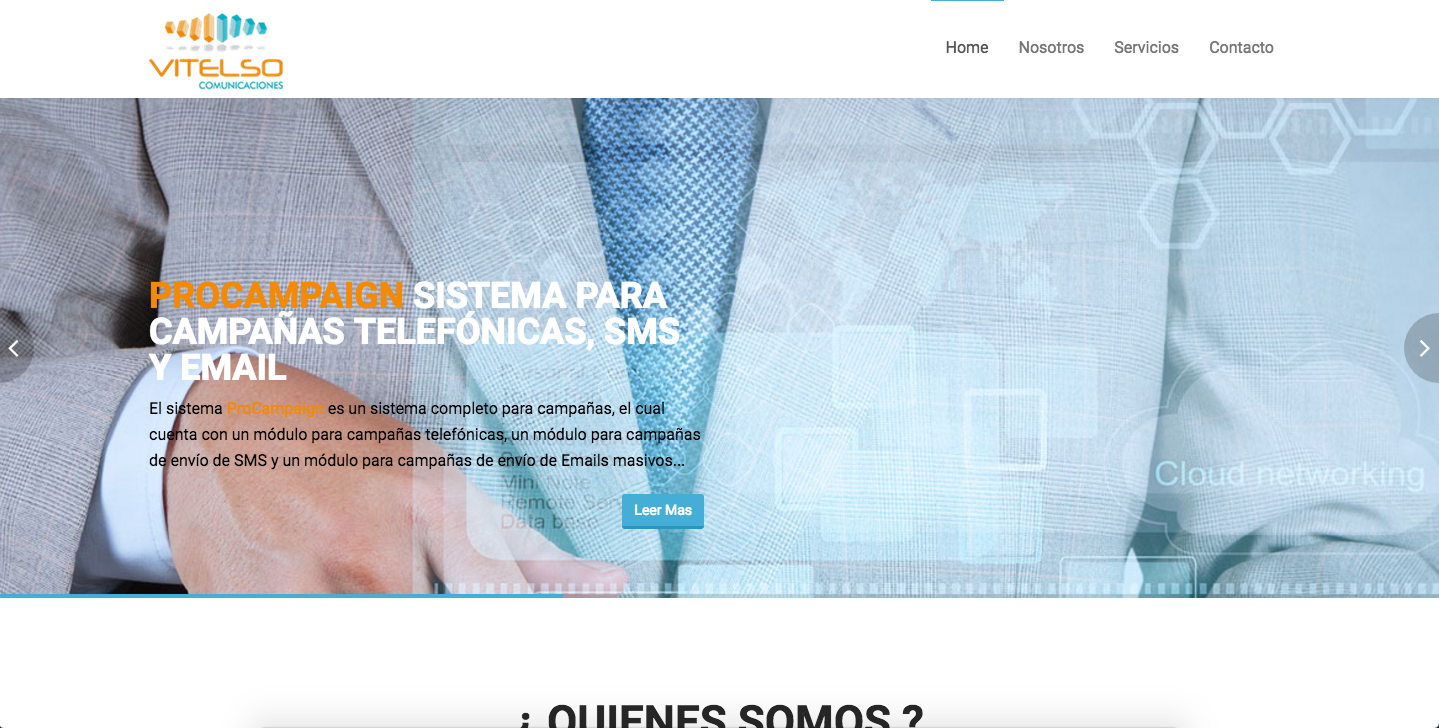 VITELSO
COMUNICACIONES
Home Nosotros Servicios Contacto
PROCAMPAIGN SISTEMA PARA
CAMPAÑAS TELEFÓNICAS, SMS
Y EMAIL
El sistema ProCampaign es un sistema completo para campañas, el cual
cuenta con un módulo para campañas telefónicas, un módulo para campañas
de envío de SMS y un módulo para campañas de envío de Emails masivos...
Cloud networking
Mini Note
Remote
Data base
Leer Mas
¿ QUIENES SOMOS ?